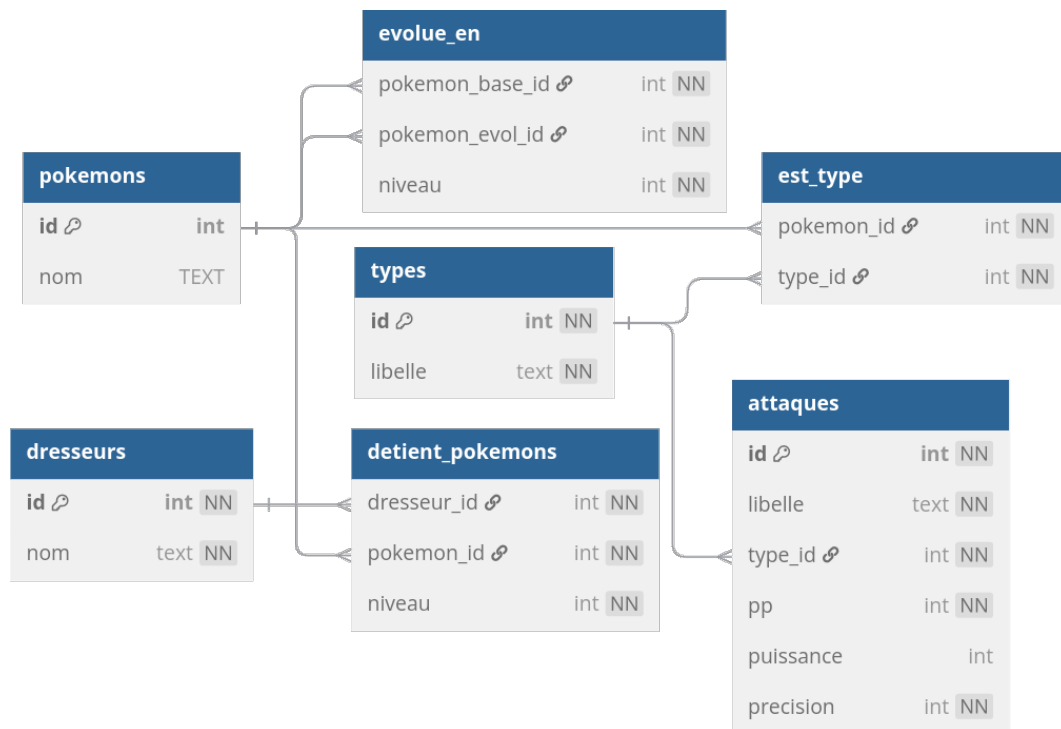 evolue_en
pokemon_base_id int NN
pokemon_evol_id int NN
niveau int NN
pokemons
id int
nom TEXT
est_type
pokemon_id int NN
type_id int NN
types
id int NN
libelle text NN
attaques
id int NN
libelle text NN
type_id int NN
pp int NN
puissance int
precision int NN
dresseurs
id int NN
nom text NN
detient_pokemons
dresseur_id int NN
pokemon_id int NN
niveau int NN